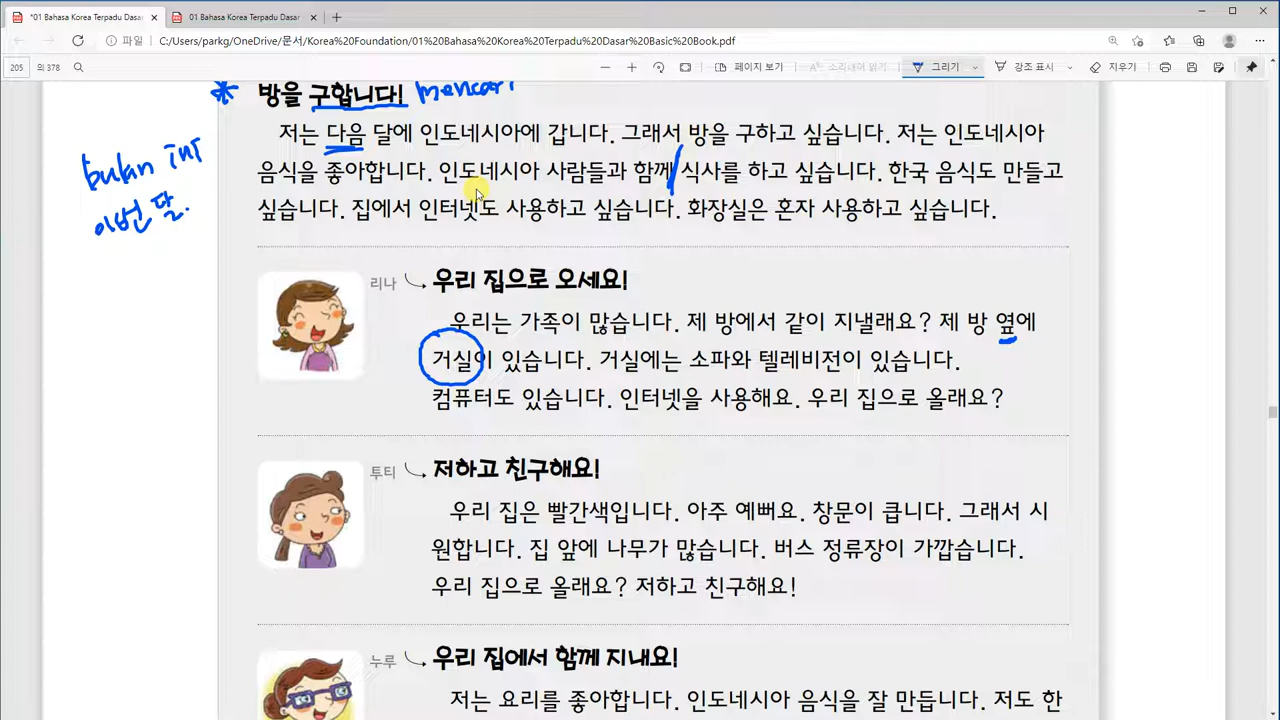 *01 Bahasa Korea Terpadu Dasar
01 Bahasa Korea Terpadu Dasar
파일
C:/Users/parkg/OneDrive/문서/Korea%20Foundation/01%20Bahasa%20Korea%20Terpadu%20Dasar%20Basic%20Book.pdf
205 의 378
페이지 보기
소리내어 읽기
그리기
강조 표시
지우기
* 방을 구합니다! mencari
저는 다음 달에 인도네시아에 갑니다. 그래서 방을 구하고 싶습니다. 저는 인도네시아
음식을 좋아합니다. 인도네시아 사람들과 함께 식사를 하고 싶습니다. 한국 음식도 만들고
싶습니다. 집에서 인터넷도 사용하고 싶습니다. 화장실은 혼자 사용하고 싶습니다.
bulan ini
이번 달.
리나
우리 집으로 오세요!
우리는 가족이 많습니다. 제 방에서 같이 지낼래요? 제 방 옆에
거실이 있습니다. 거실에는 소파와 텔레비전이 있습니다.
컴퓨터도 있습니다. 인터넷을 사용해요. 우리 집으로 올래요?
투티
저하고 친구해요!
우리 집은 빨간색입니다. 아주 예뻐요. 창문이 큽니다. 그래서 시
원합니다. 집 앞에 나무가 많습니다. 버스 정류장이 가깝습니다.
우리 집으로 올래요? 저하고 친구해요!
누루
우리 집에서 함께 지내요!
저는 요리를 좋아합니다. 인도네시아 음식을 잘 만듭니다. 저도 한